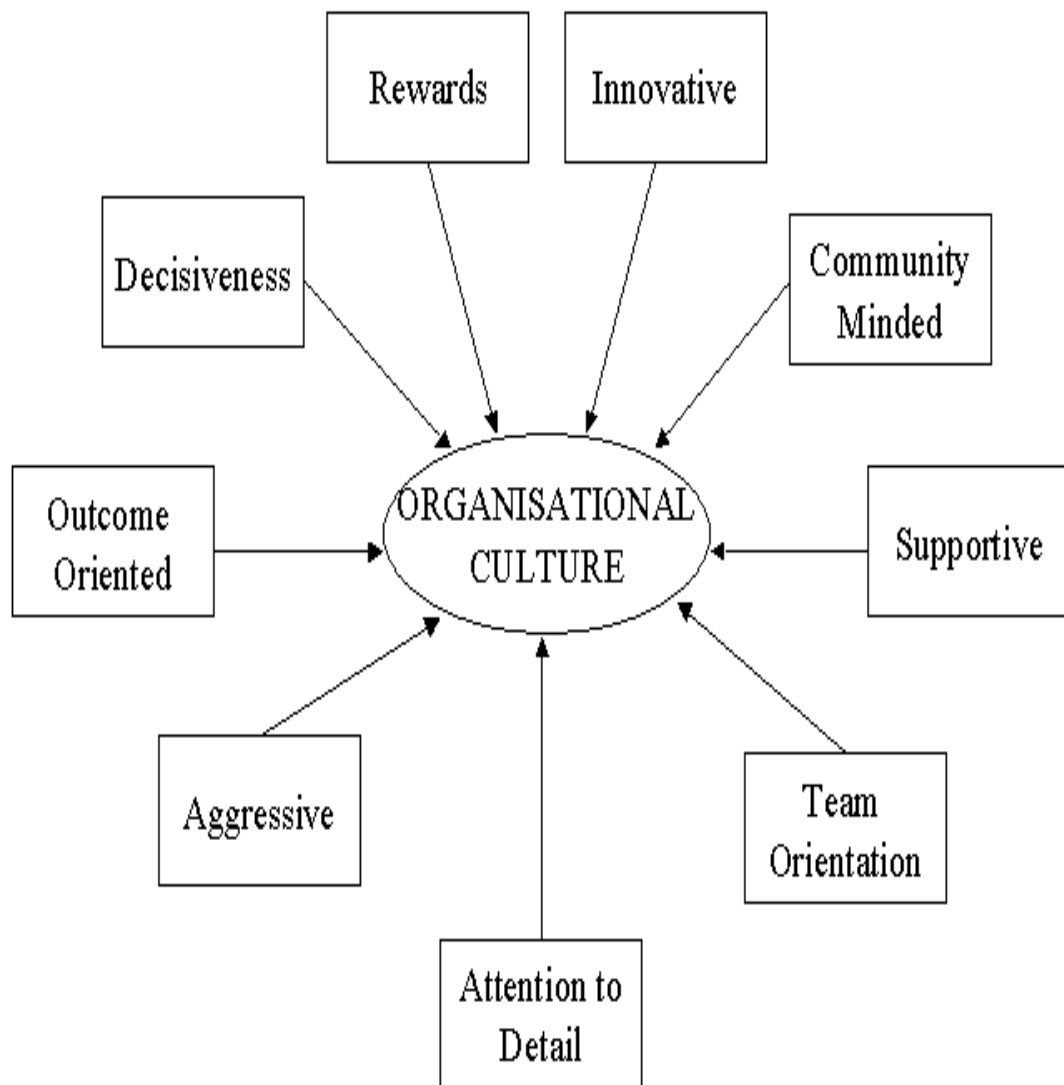 Rewards
Innovative
Decisiveness
Community
Minded
ORGANISATIONAL
CULTURE
Outcome
Oriented
Supportive
Aggressive
Team
Orientation
Attention to
Detail